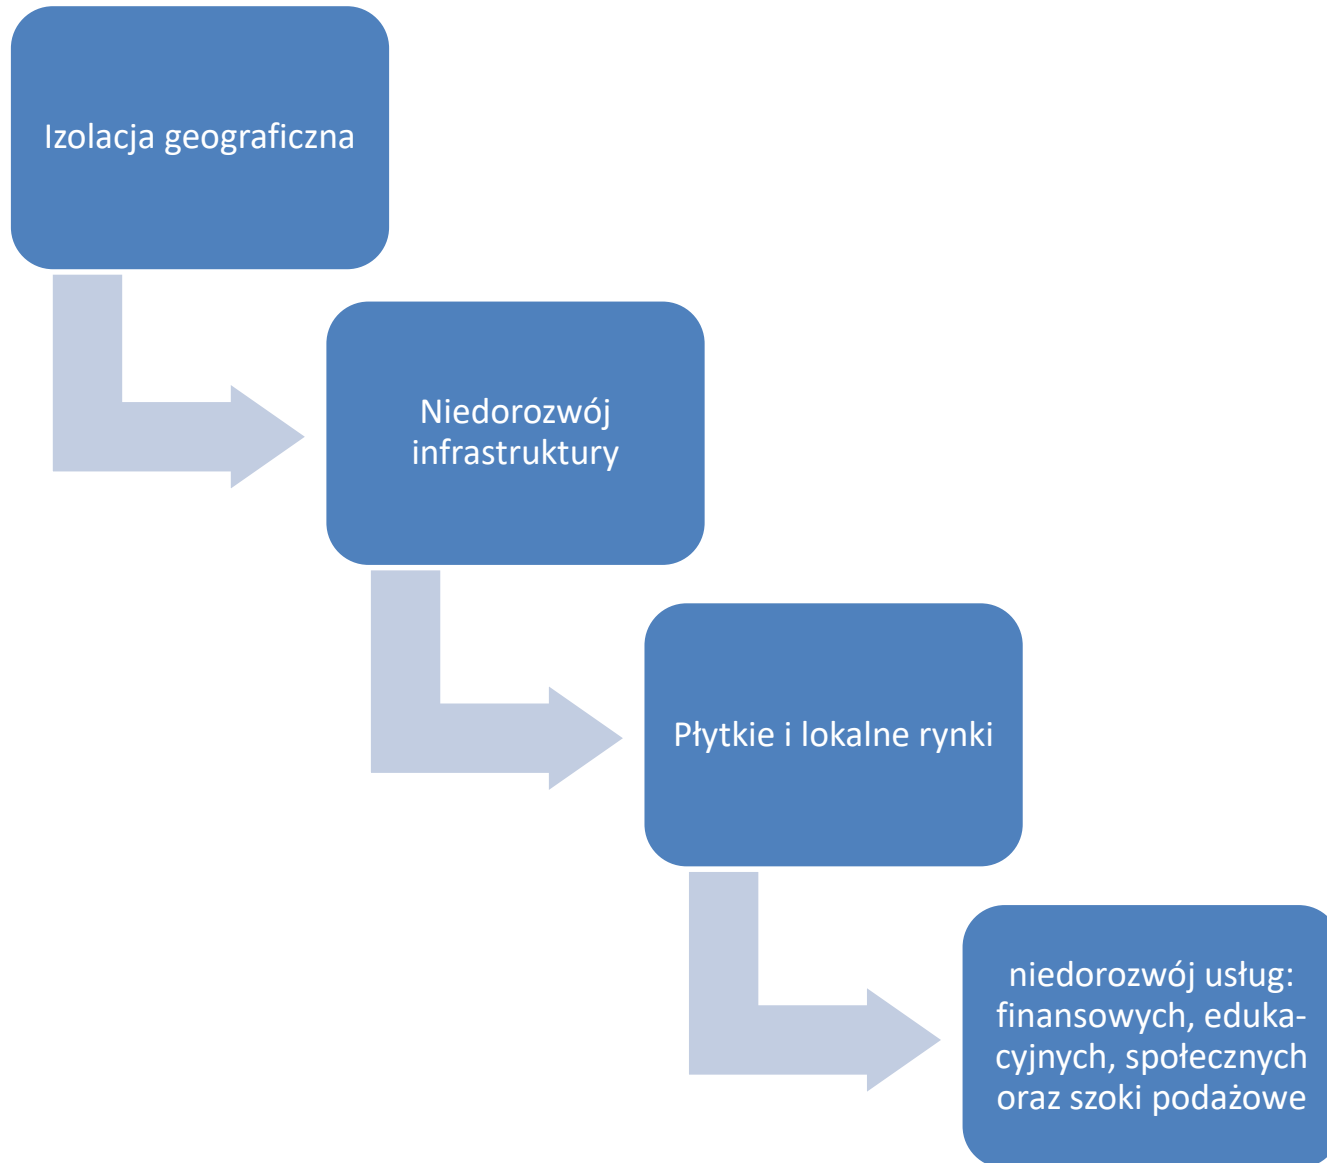 Izolacja geograficzna
Niedorozwój
infrastruktury
Płytkie i lokalne rynki
niedorozwój usług:
finansowych, eduka-
cyjnych, społecznych
oraz szoki podażowe